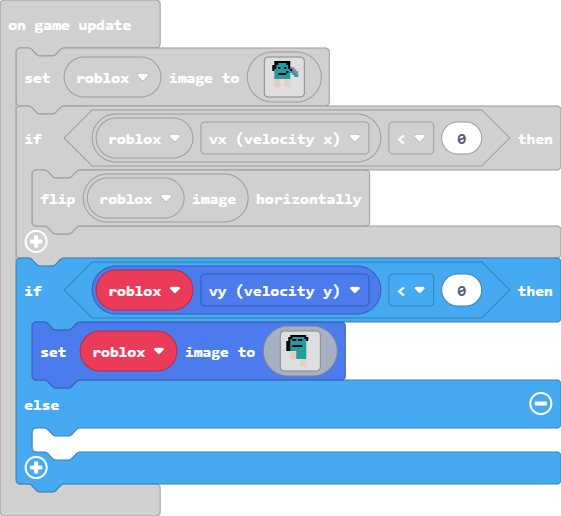 on game update
set roblox image to
if roblox vx (velocity x) < 0 then
flip roblox image horizontally
if roblox vy (velocity y) < 0 then
set roblox image to
else